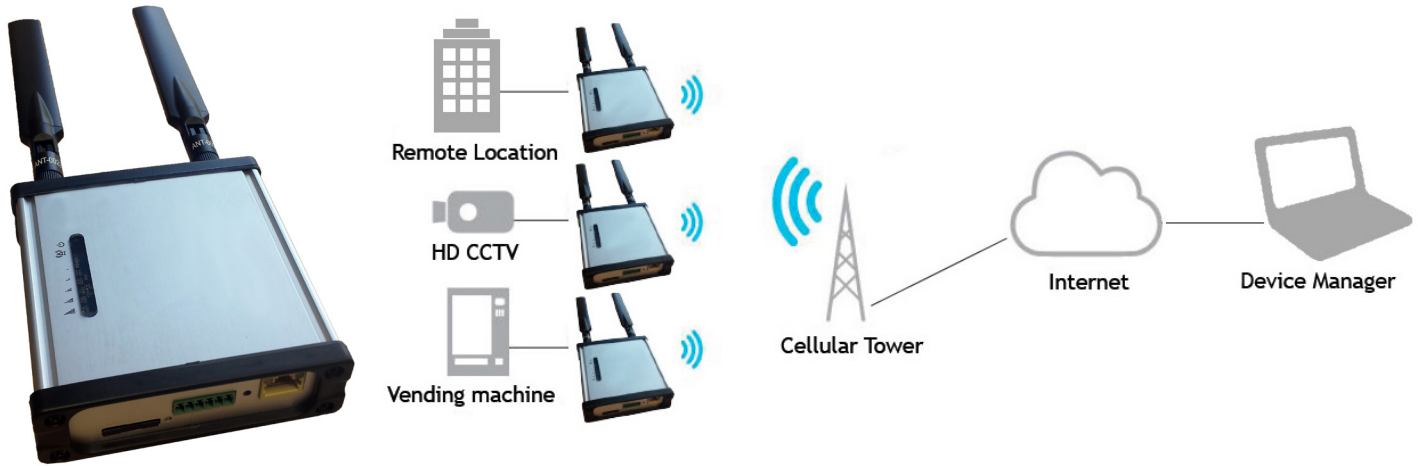 Remote Location
HD CCTV
Vending machine
Cellular Tower
Internet
Device Manager